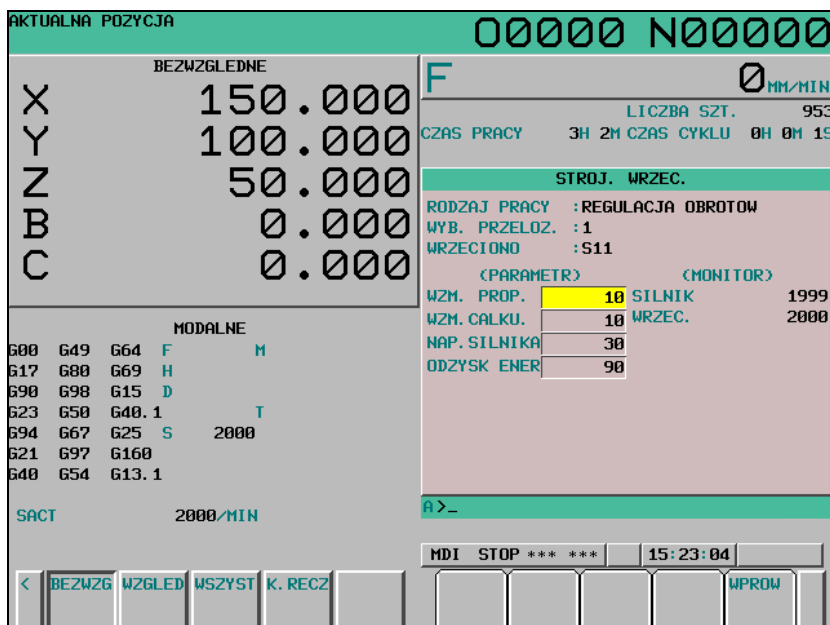 AKTUALNA POZYCJA
O0000 N00000
BEZWZGLEDNE
X 150.000
Y 100.000
Z 50.000
B 0.000
C 0.000
F 0 MM/MIN
LICZBA SZT. 953
CZAS PRACY 3H 2M CZAS CYKLU 0H 0M 1S
STROJ. WRZEC.
RODZAJ PRACY :REGULACJA OBROTOW
WYB. PRZELOZ. :1
WRZECIONO :S11
(PARAMETR) (MONITOR)
WZM. PROP. 10 SILNIK 1999
WZM.CALKU. 10 WRZEC. 2000
NAP.SILNIKA 30
ODZYSK ENER 90
MODALNE
G00 G49 G64 F M
G17 G80 G69 H
G90 G98 G15 D
G23 G50 G40.1 T
G94 G67 G25 S 2000
G21 G97 G160
G40 G54 G13.1
SACT 2000/MIN
A>_
MDI STOP *** *** 15:23:04
< BEZWZG WZGLED WSZYST K.RECZ WPROW